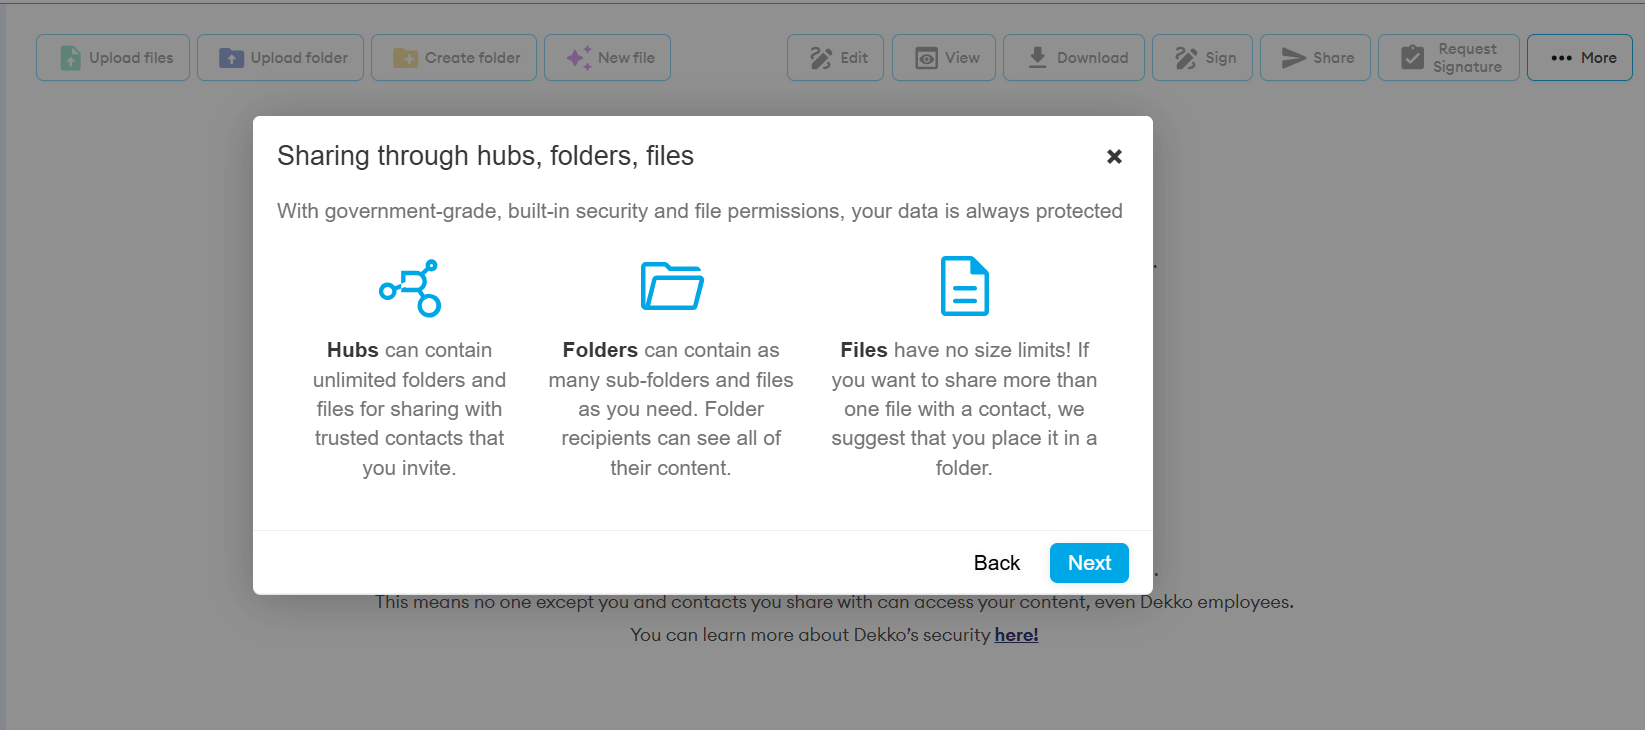 Upload files
Upload folder
Create folder
New file
Edit
View
Download
Sign
Share
Request
Signature
More
Sharing through hubs, folders, files
With government-grade, built-in security and file permissions, your data is always protected
Hubs can contain
unlimited folders and
files for sharing with
trusted contacts that
you invite.
Folders can contain as
many sub-folders and files
as you need. Folder
recipients can see all of
their content.
Files have no size limits! If
you want to share more than
one file with a contact, we
suggest that you place it in a
folder.
Back
Next
This means no one except you and contacts you share with can access your content, even Dekko employees.
You can learn more about Dekko’s security here!